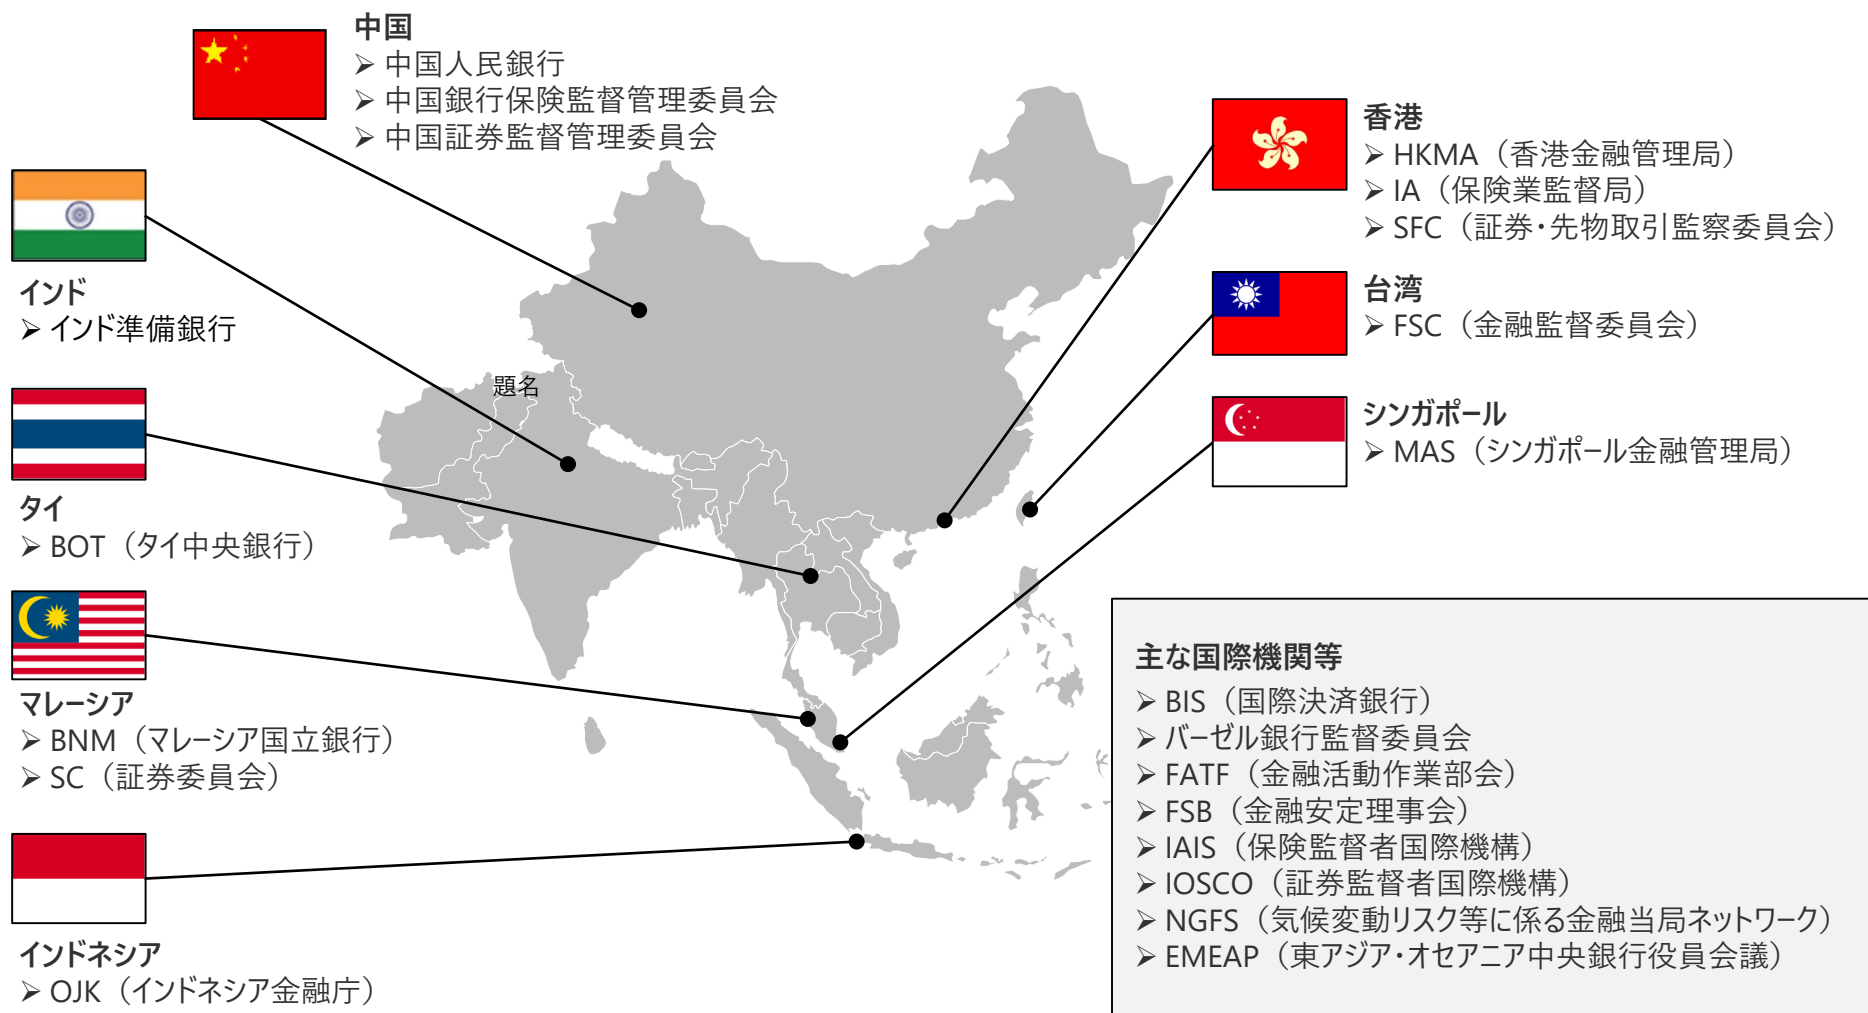 中国
➢ 中国人民銀行
➢ 中国銀行保険監督管理委員会
➢ 中国証券監督管理委員会
インド
➢ インド準備銀行
タイ
➢ BOT（タイ中央銀行）
マレーシア
➢ BNM（マレーシア国立銀行）
➢ SC（証券委員会）
インドネシア
➢ OJK（インドネシア金融庁）
題名
香港
➢ HKMA（香港金融管理局）
➢ IA（保険業監督局）
➢ SFC（証券・先物取引監察委員会）
台湾
➢ FSC（金融監督委員会）
シンガポール
➢ MAS（シンガポール金融管理局）
主な国際機関等
➢ BIS（国際決済銀行）
➢ バーゼル銀行監督委員会
➢ FATF（金融活動作業部会）
➢ FSB（金融安定理事会）
➢ IAIS（保険監督者国際機構）
➢ IOSCO（証券監督者国際機構）
➢ NGFS（気候変動リスク等に係る金融当局ネットワーク）
➢ EMEAP（東アジア・オセアニア中央銀行役員会議）